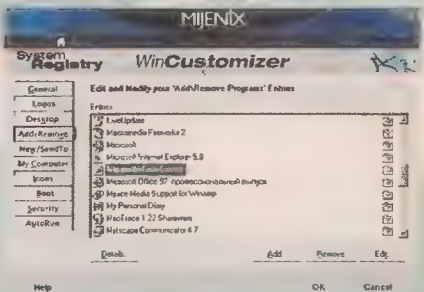 MIJENIX
System
Registry
WinCustomizer
General
Logos
Desktop
Add/Remove
New/SendTo
My Computer
Icons
Boot
Security
AutoRun
Edit and Modify your 'Add/Remove Programs' Entries
Entries
LiveUpdate
Macromedia Fireworks 2
Microsoft
Microsoft Internet Explorer 5.0
Microsoft Office 97 профессиональный выпуск
Mpxx Media Support for Winamp
My Personal Diary
NeoTrace 1.22 Shareware
Netscape Communicator 4.7
Details
Add
Remove
Edit
Help
OK
Cancel